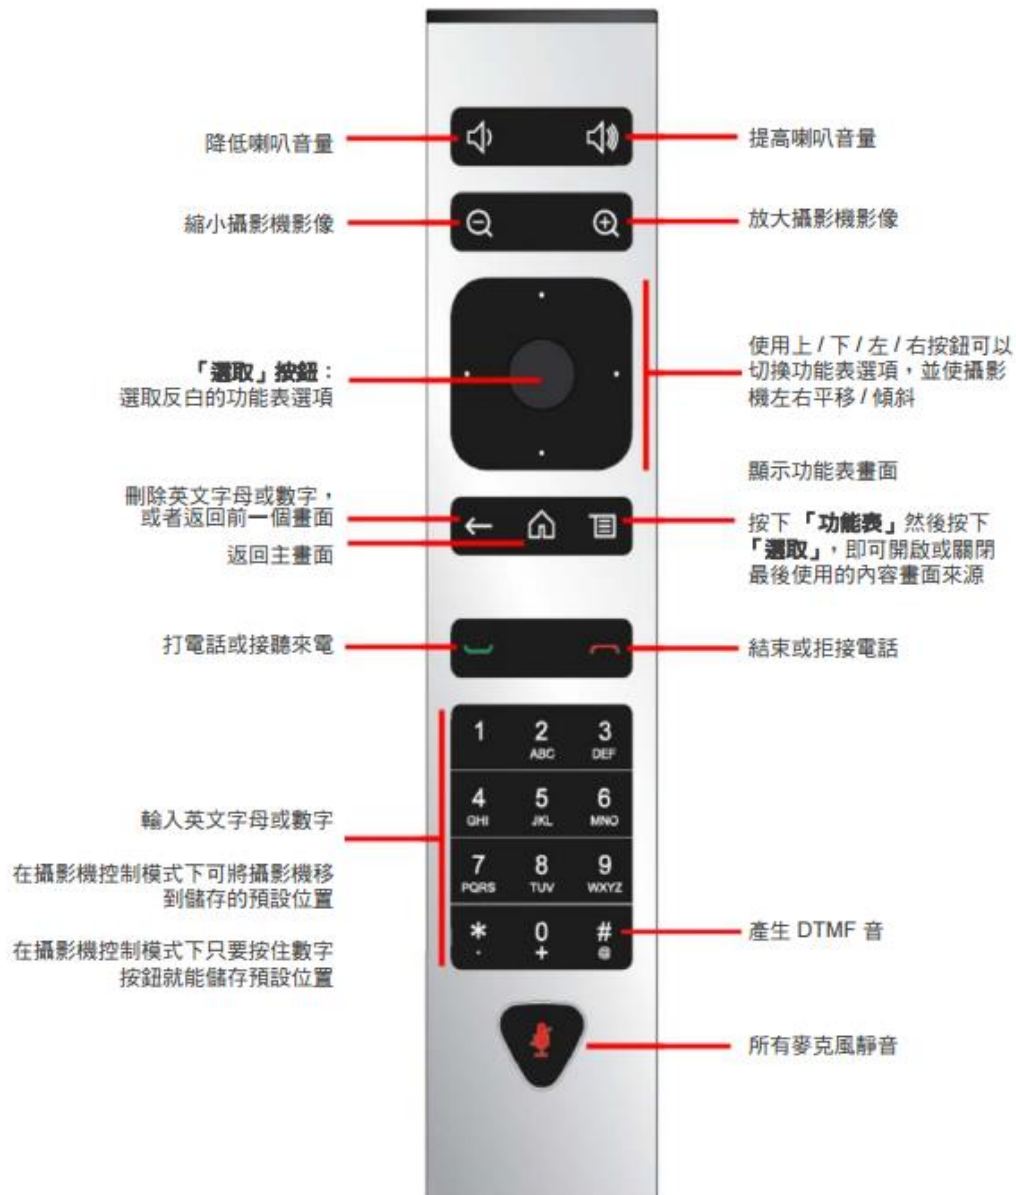 降低喇叭音量
提高喇叭音量
縮小攝影機影像
放大攝影機影像
「選取」按鈕：
選取反白的功能表選項
使用上 / 下 / 左 / 右按鈕可以
切換功能表選項，並使攝影
機左右平移 / 傾斜
刪除英文字母或數字，
或者返回前一個畫面
返回主畫面
顯示功能表畫面
按下「功能表」然後按下
「選取」，即可開啟或關閉
最後使用的內容畫面來源
打電話或接聽來電
結束或拒接電話
1 2 3
ABC DEF
4 5 6
GHI JKL MNO
7 8 9
PQRS TUV WXYZ
* 0 #
. + @
輸入英文字母或數字
在攝影機控制模式下可將攝影機移
到儲存的預設位置
在攝影機控制模式下只要按住數字
按鈕就能儲存預設位置
產生 DTMF 音
所有麥克風靜音